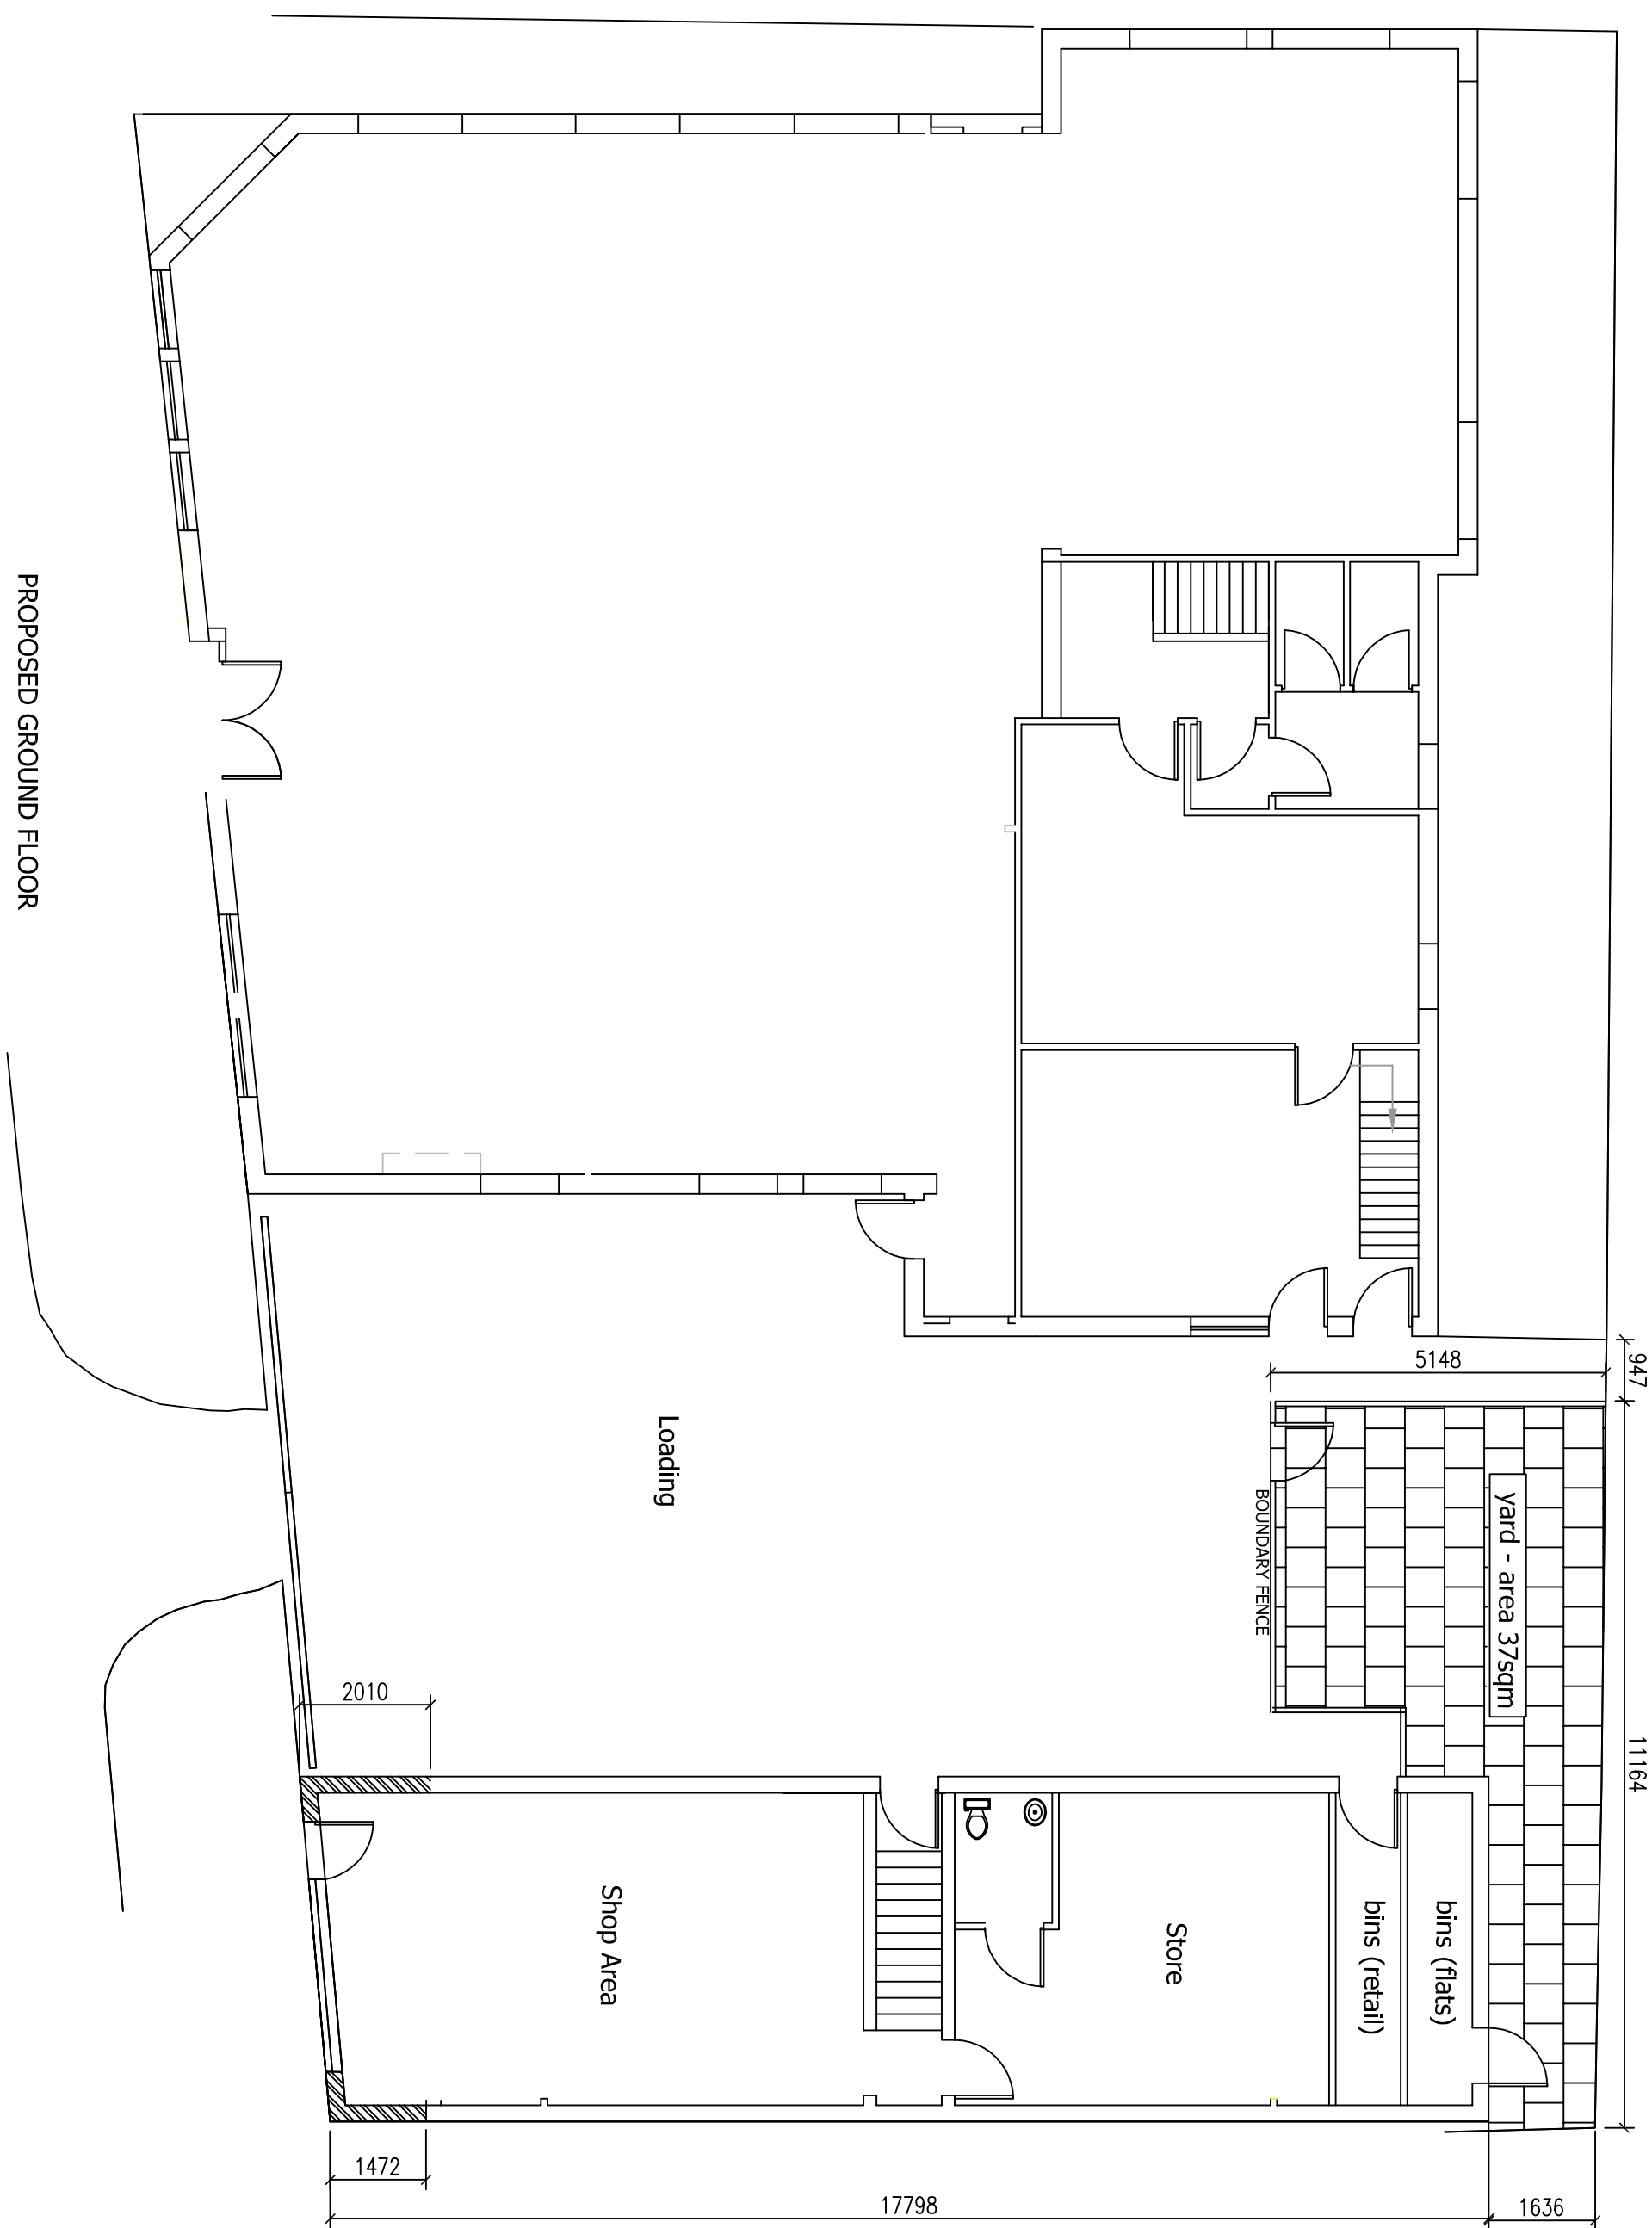 PROPOSED GROUND FLOOR
947
5148
11164
yard - area 37sqm
BOUNDARY FENCE
Loading
2010
bins (flats)
bins (retail)
Store
Shop Area
1472
17798
1636